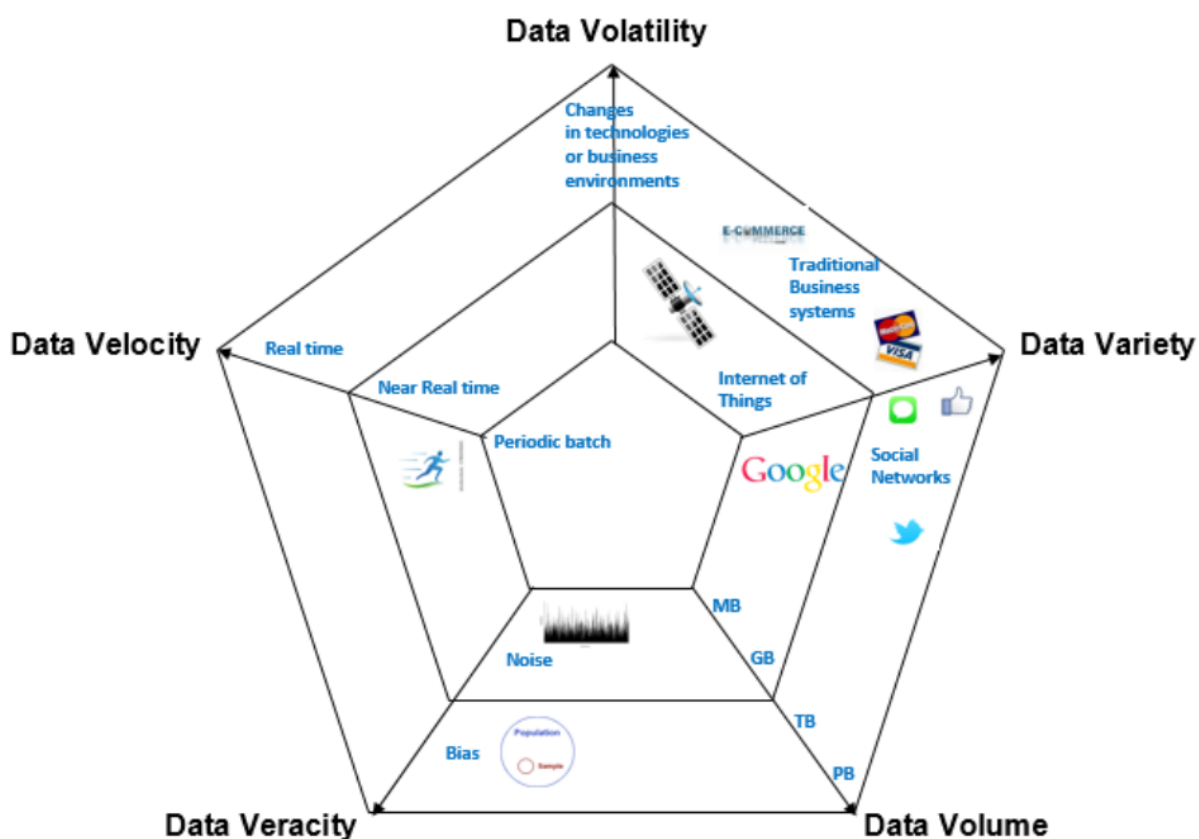 Data Volatility
Changes
in technologies
or business
environments
E-COMMERCE
Traditional
Business
systems
MasterCard
VISA
Data Velocity
Real time
Data Variety
Near Real time
Internet of
Things
Periodic batch
Google
Social
Networks
MB
Noise
GB
TB
Bias
Population
Sample
PB
Data Veracity
Data Volume